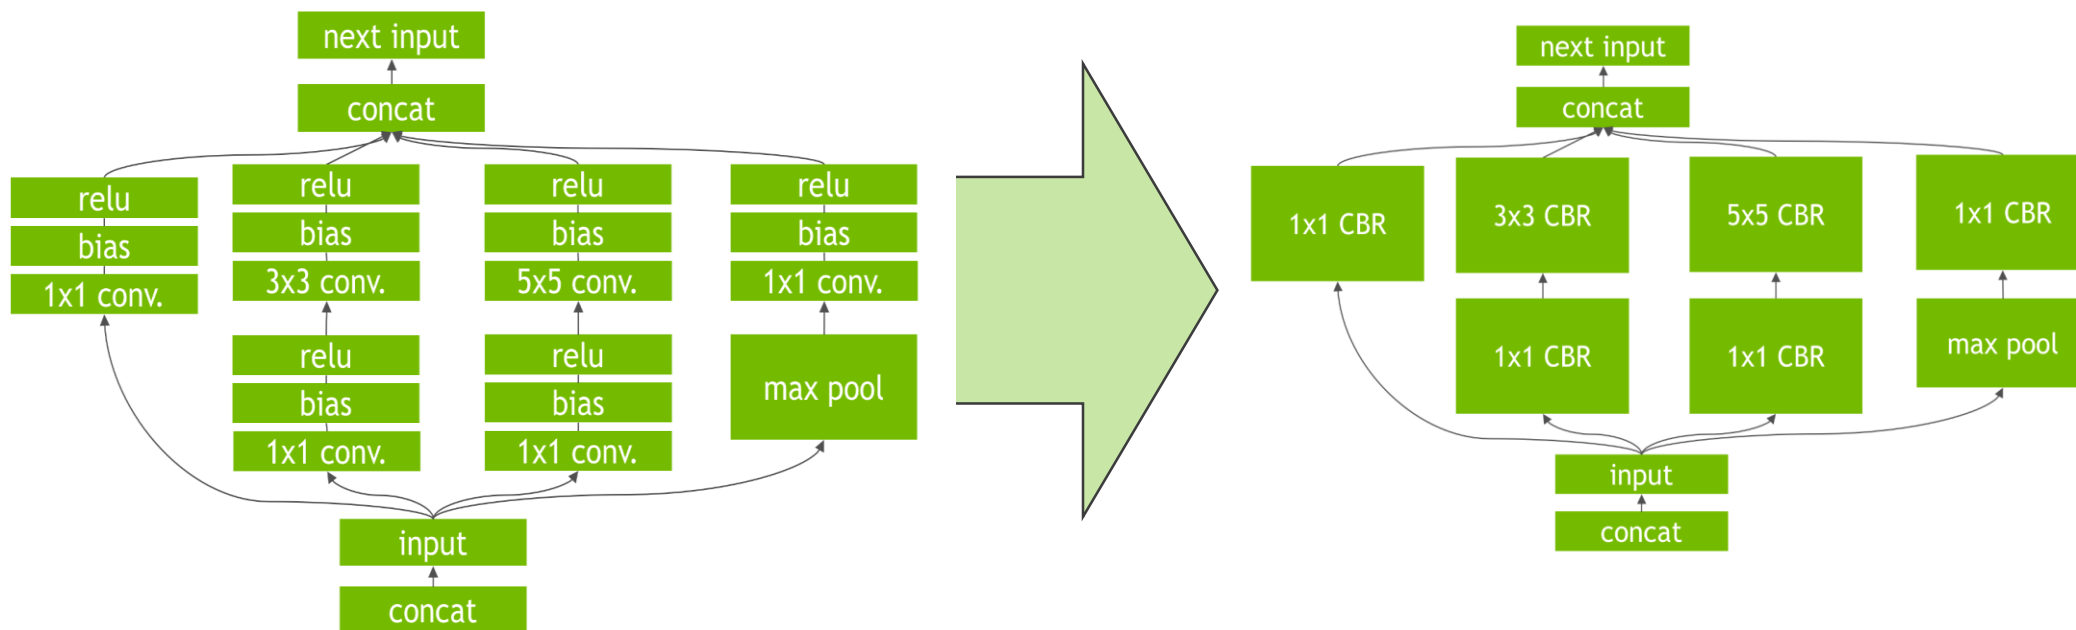 next input
concat
relu
bias
1x1 conv.
relu
bias
3x3 conv.
relu
bias
1x1 conv.
relu
bias
5x5 conv.
relu
bias
1x1 conv.
relu
bias
1x1 conv.
max pool
input
concat
next input
concat
1x1 CBR
3x3 CBR
1x1 CBR
5x5 CBR
1x1 CBR
1x1 CBR
max pool
input
concat